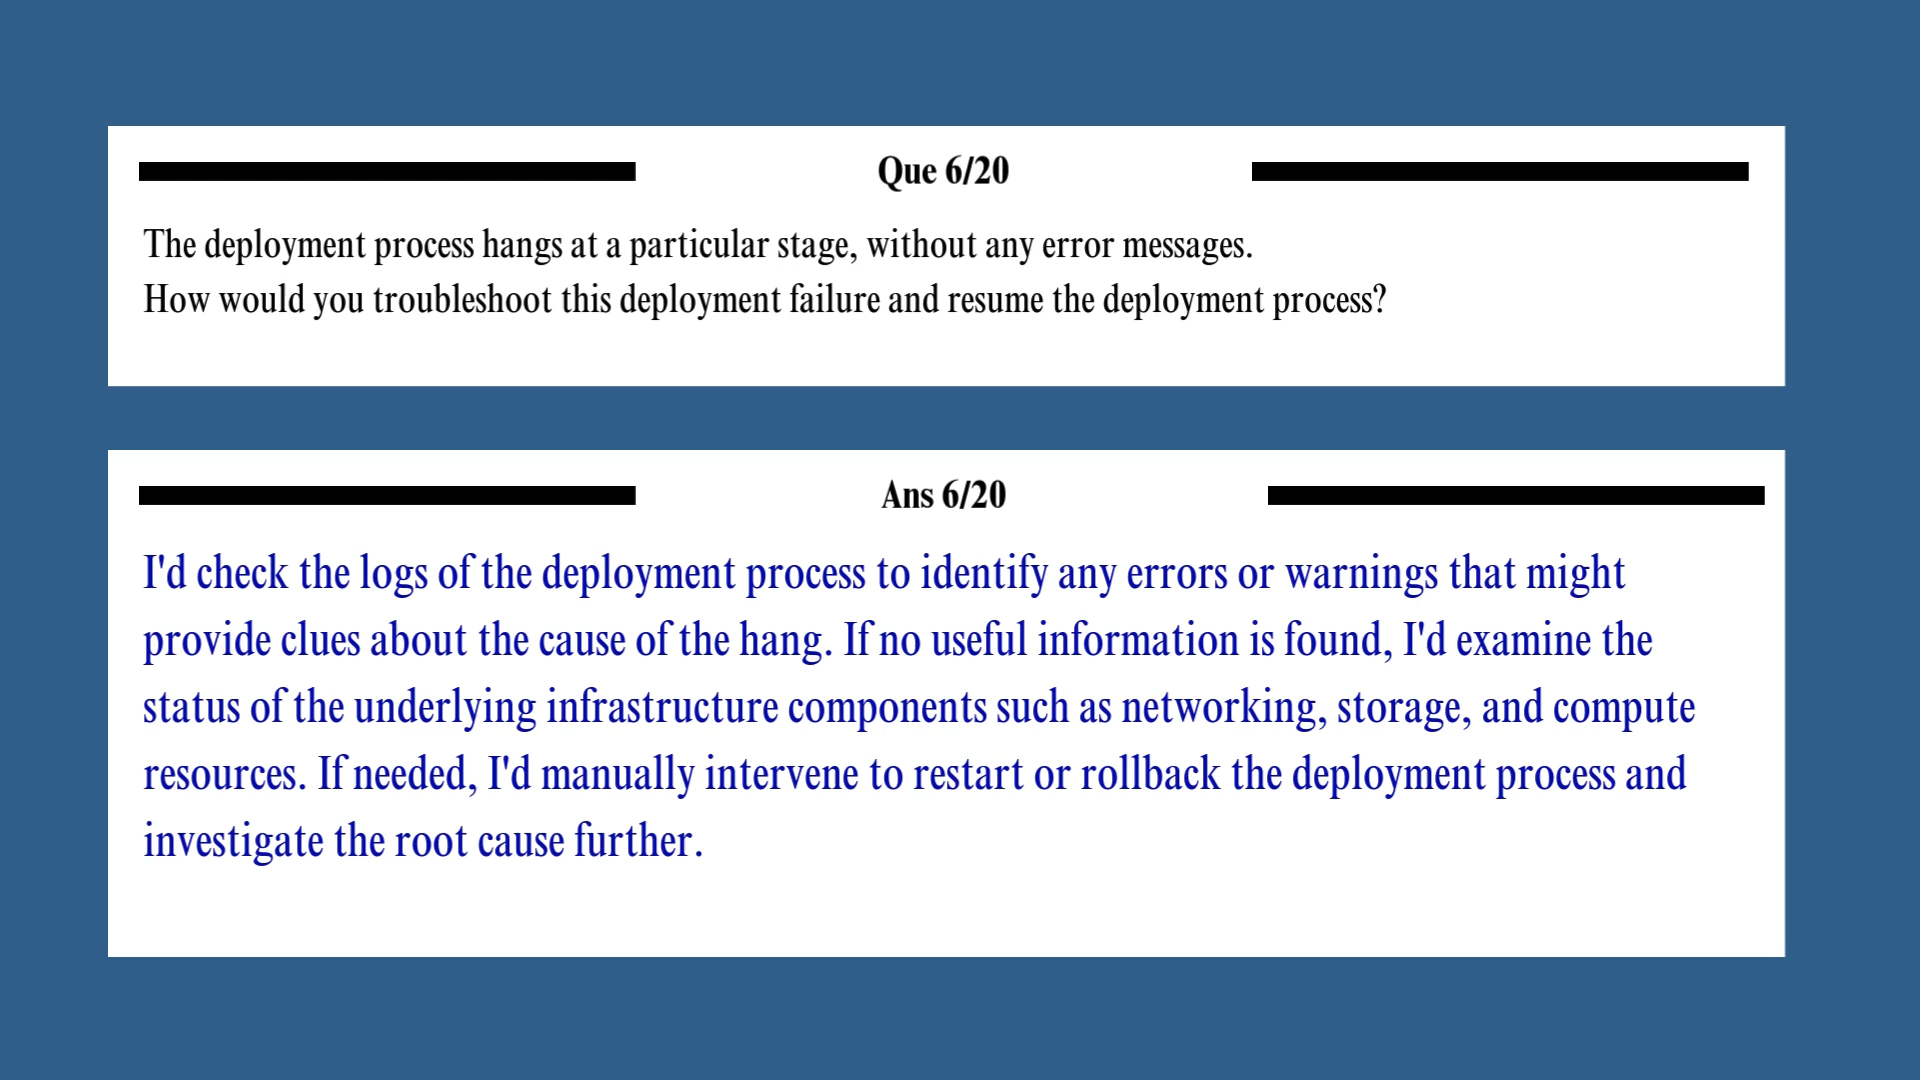 Que 6/20
The deployment process hangs at a particular stage, without any error messages.
How would you troubleshoot this deployment failure and resume the deployment process?
Ans 6/20
I'd check the logs of the deployment process to identify any errors or warnings that might
provide clues about the cause of the hang. If no useful information is found, I'd examine the
status of the underlying infrastructure components such as networking, storage, and compute
resources. If needed, I'd manually intervene to restart or rollback the deployment process and
investigate the root cause further.